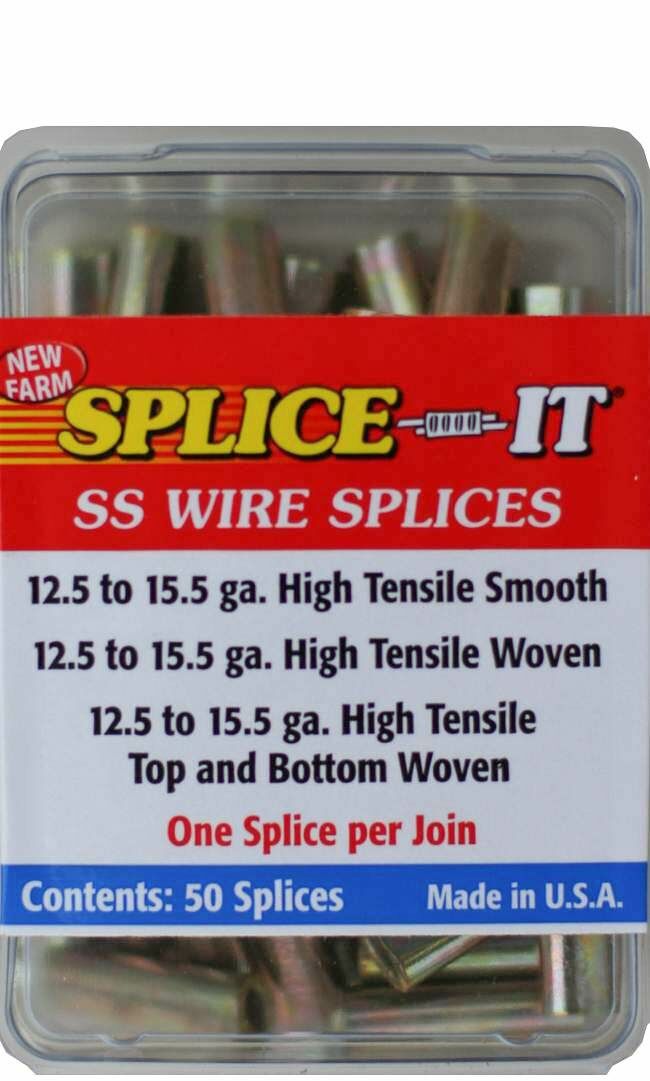 NEW
FARM
SPLICE-IT®
SS WIRE SPLICES
12.5 to 15.5 ga. High Tensile Smooth
12.5 to 15.5 ga. High Tensile Woven
12.5 to 15.5 ga. High Tensile
Top and Bottom Woven
One Splice per Join
Contents: 50 Splices Made in U.S.A.